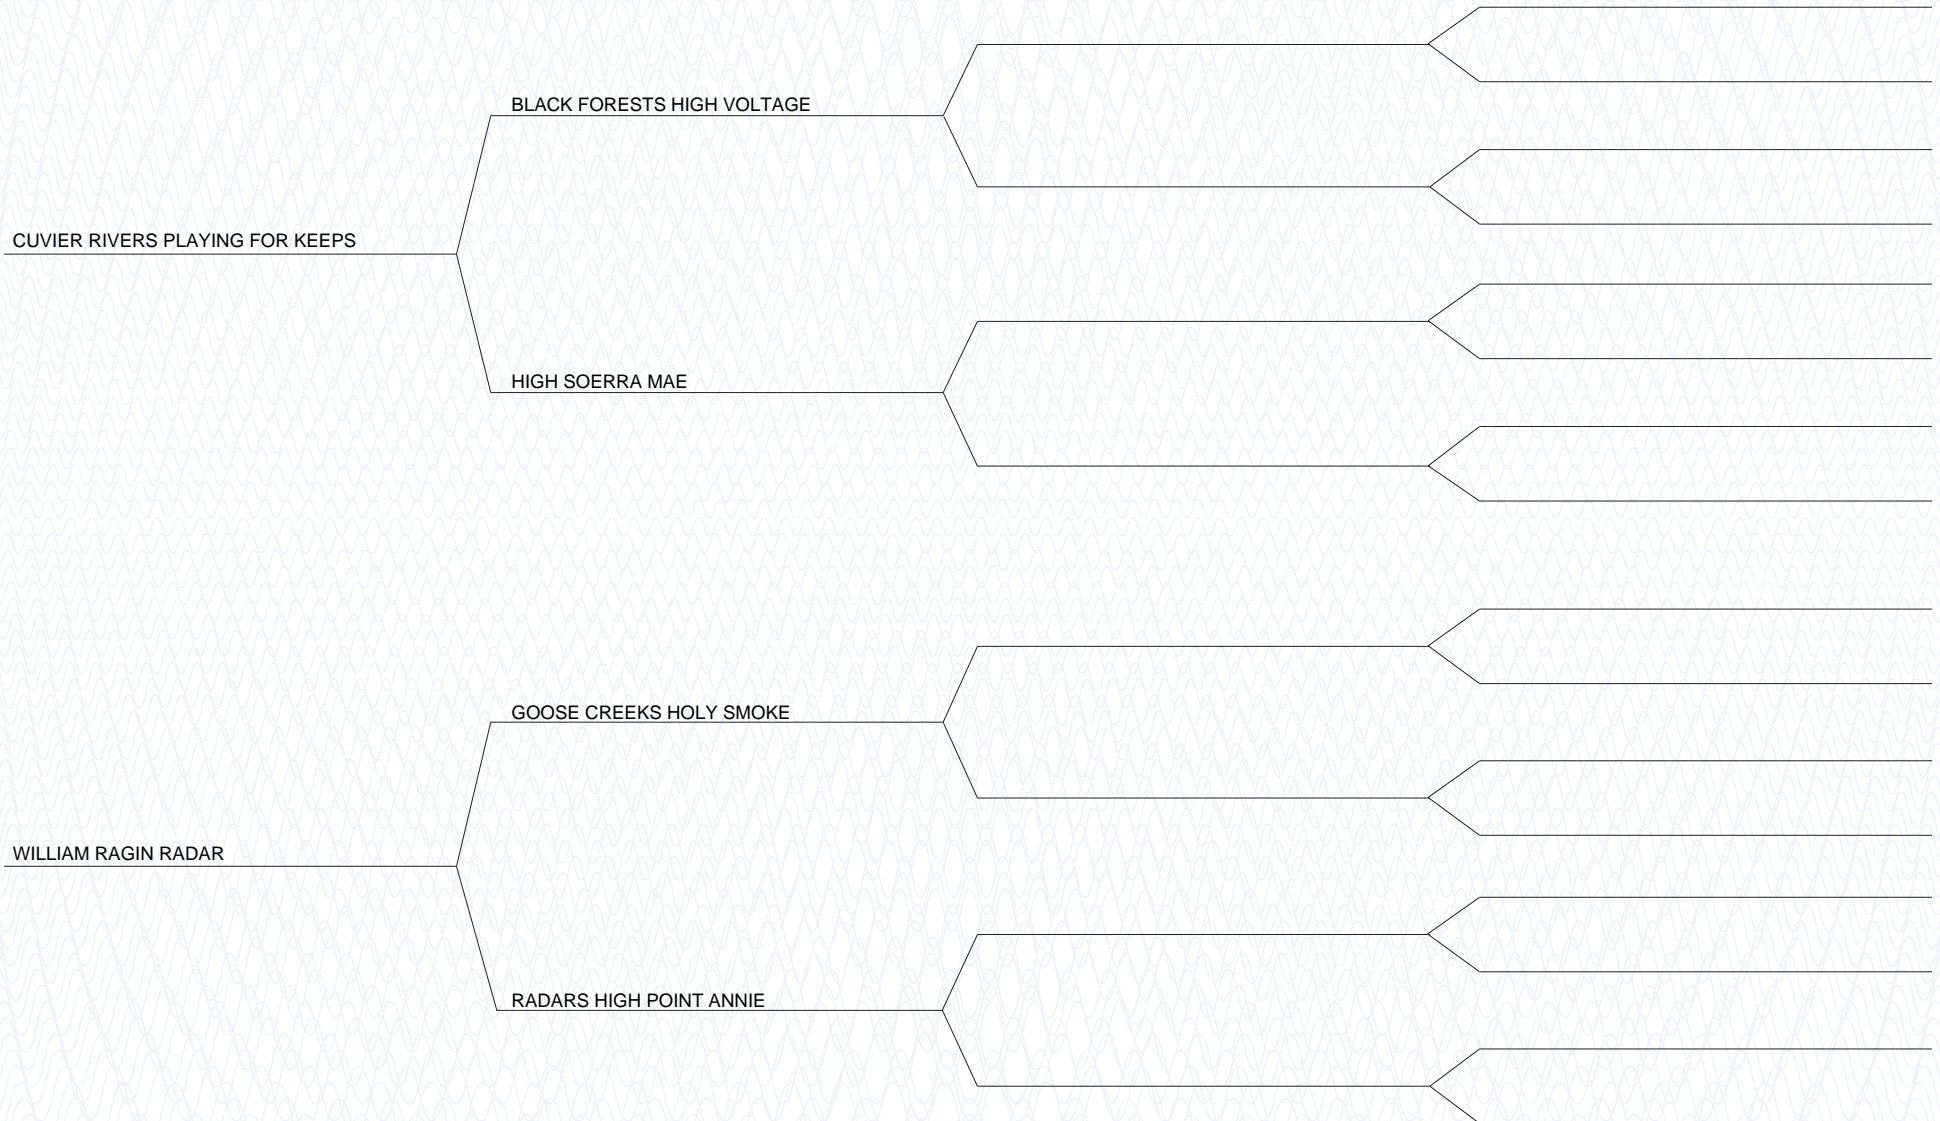 BLACK FORESTS HIGH VOLTAGE
CUVIER RIVERS PLAYING FOR KEEPS
HIGH SOERRA MAE
GOOSE CREEKS HOLY SMOKE
WILLIAM RAGIN RADAR
RADARS HIGH POINT ANNIE